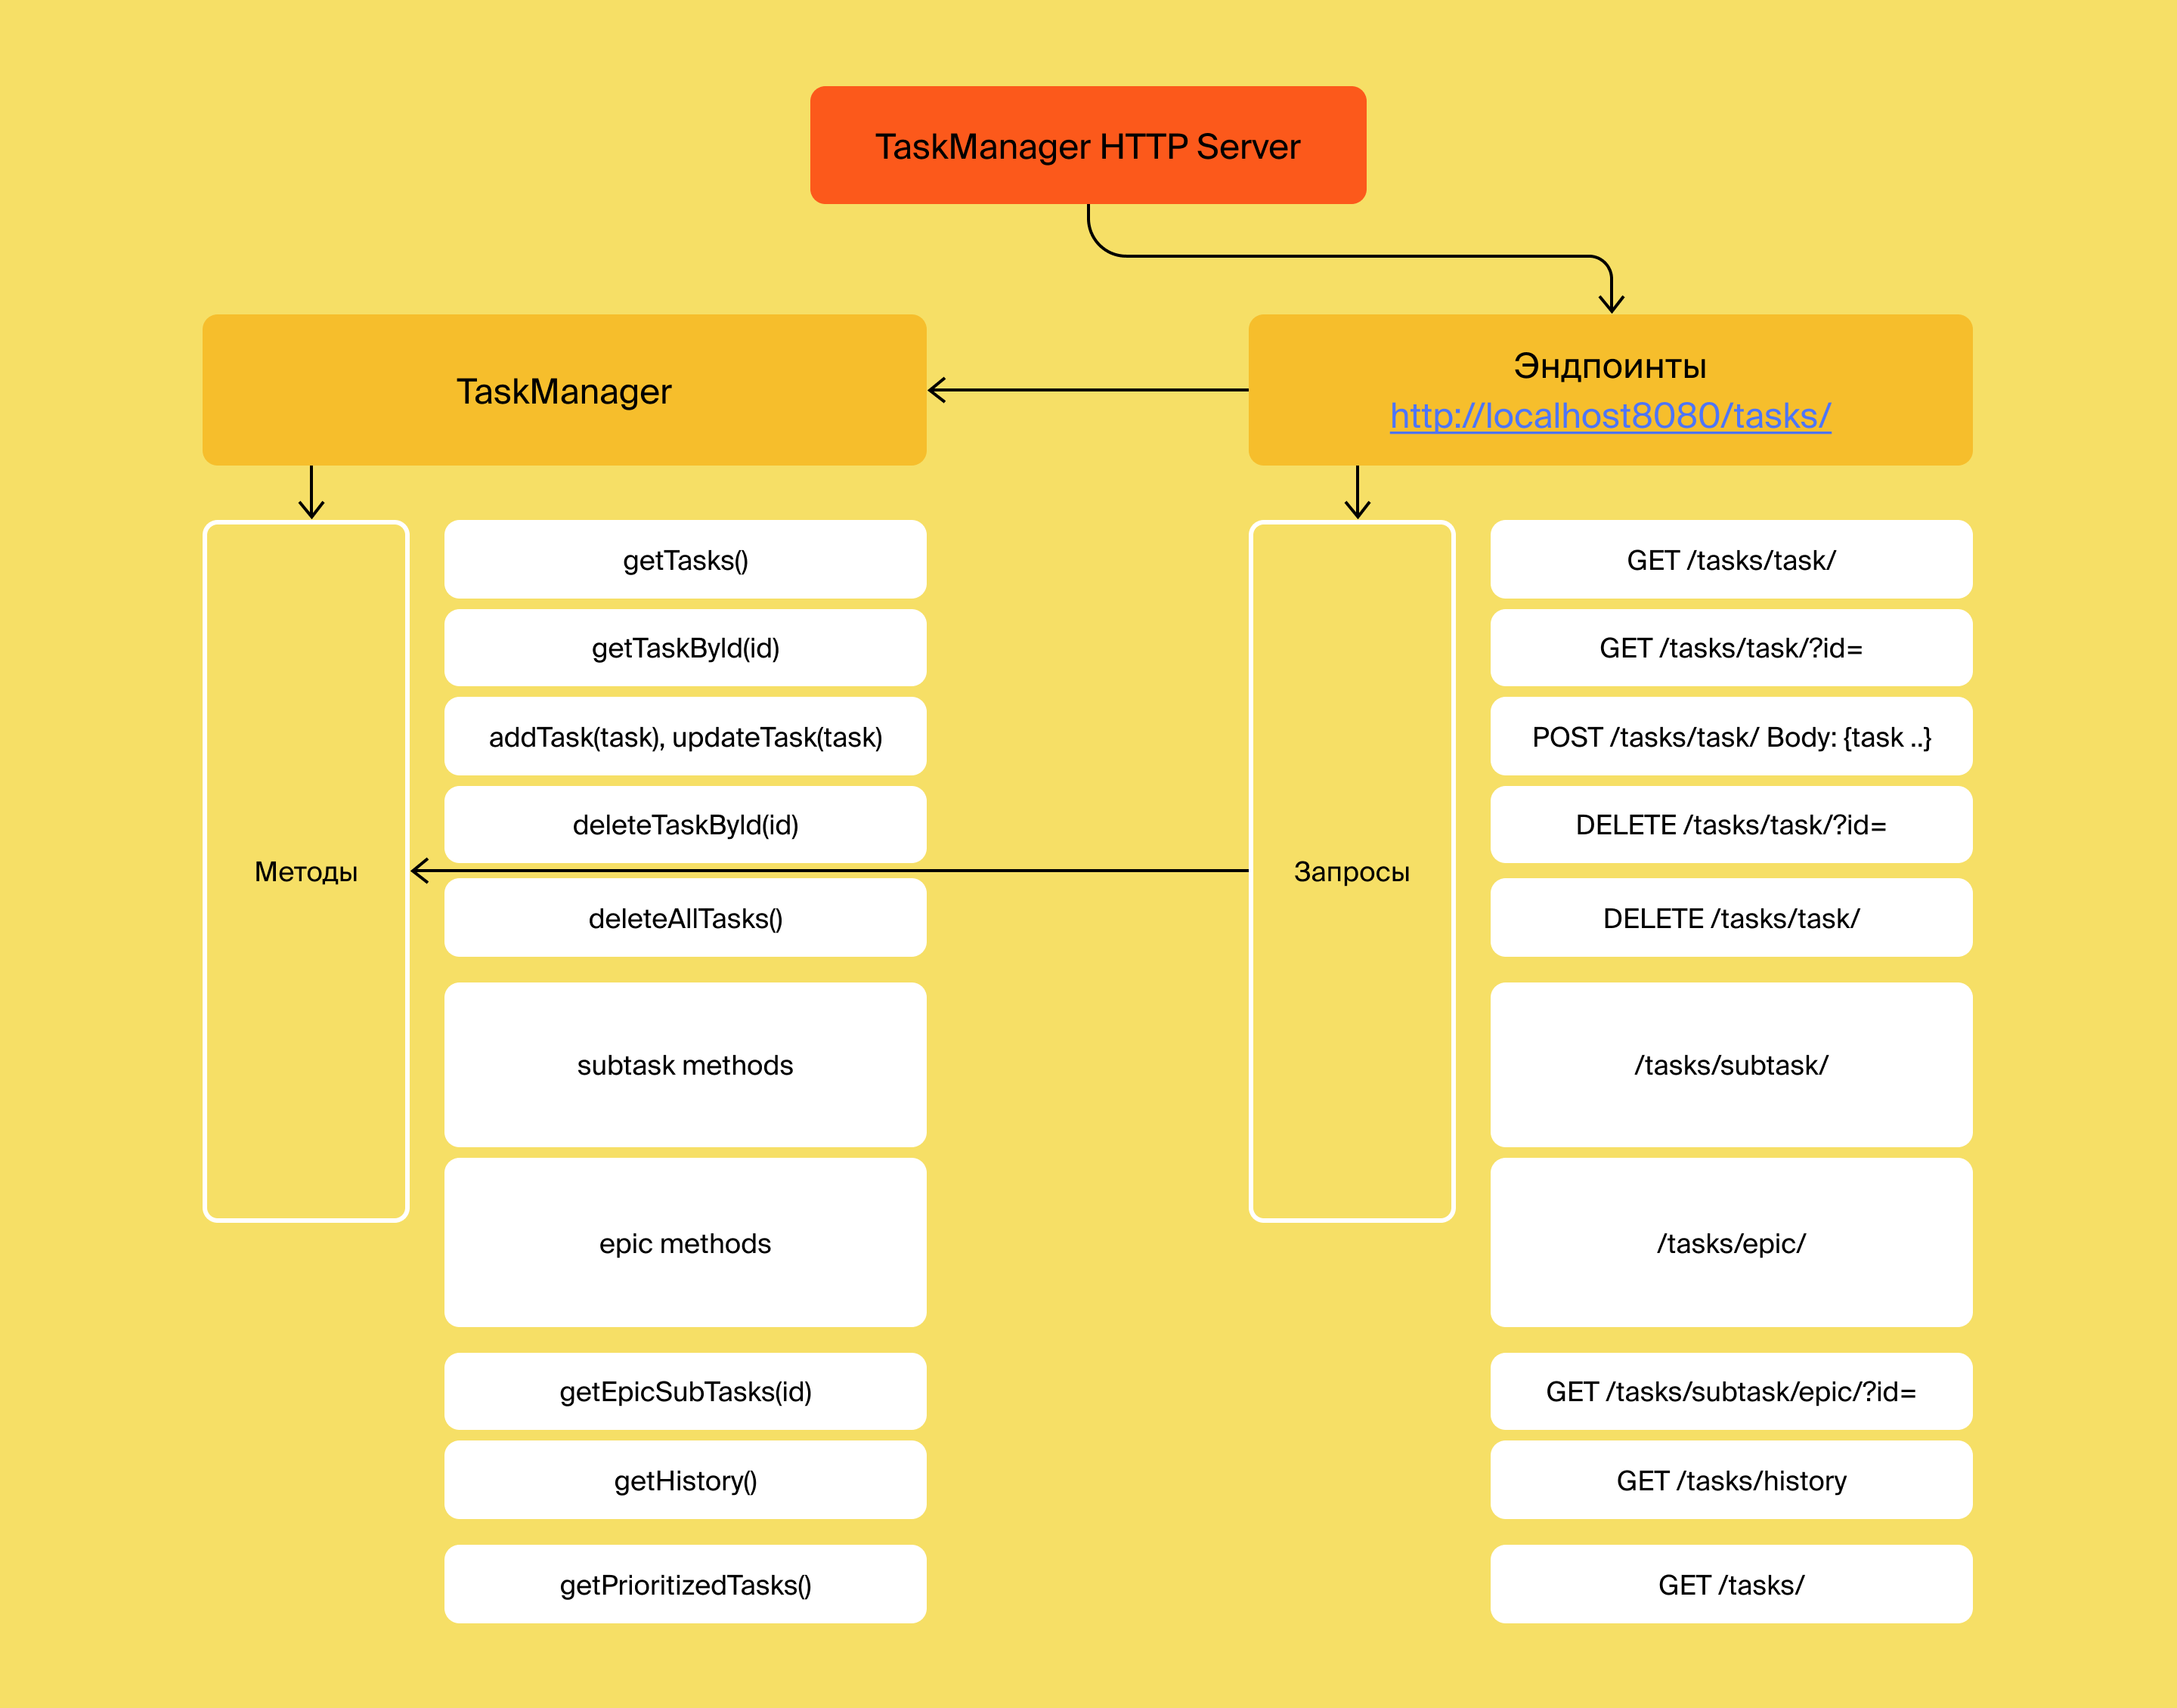 TaskManager HTTP Server
TaskManager
Эндпоинты
http://localhost8080/tasks/
Методы
getTasks()
getTaskById(id)
addTask(task), updateTask(task)
deleteTaskById(id)
deleteAllTasks()
subtask methods
epic methods
getEpicSubTasks(id)
getHistory()
getPrioritizedTasks()
Запросы
GET /tasks/task/
GET /tasks/task/?id=
POST /tasks/task/ Body: {task ..}
DELETE /tasks/task/?id=
DELETE /tasks/task/
/tasks/subtask/
/tasks/epic/
GET /tasks/subtask/epic/?id=
GET /tasks/history
GET /tasks/